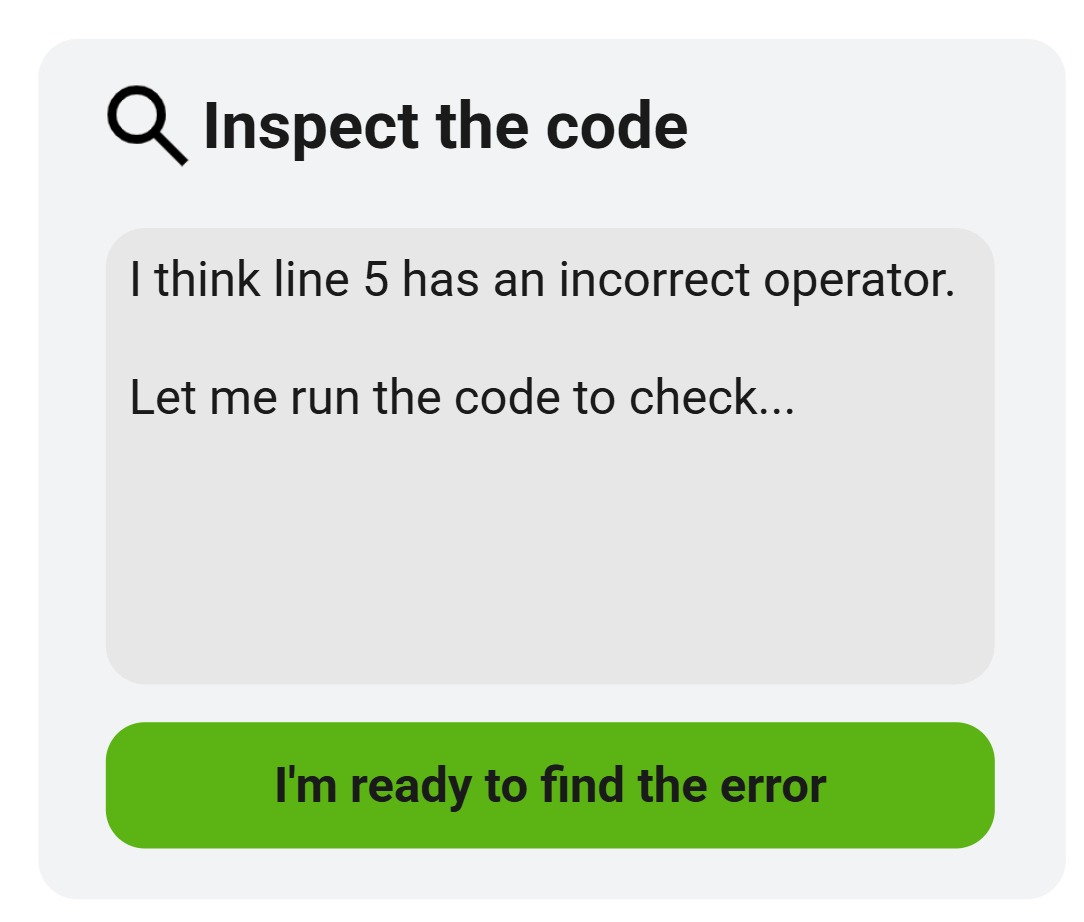 Inspect the code
I think line 5 has an incorrect operator.
Let me run the code to check...
I'm ready to find the error